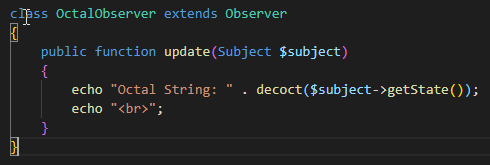 class OctalObserver extends Observer
{
    public function update(Subject $subject)
    {
        echo "Octal String: " . decoct($subject->getState());
        echo "<br>";
    }
}